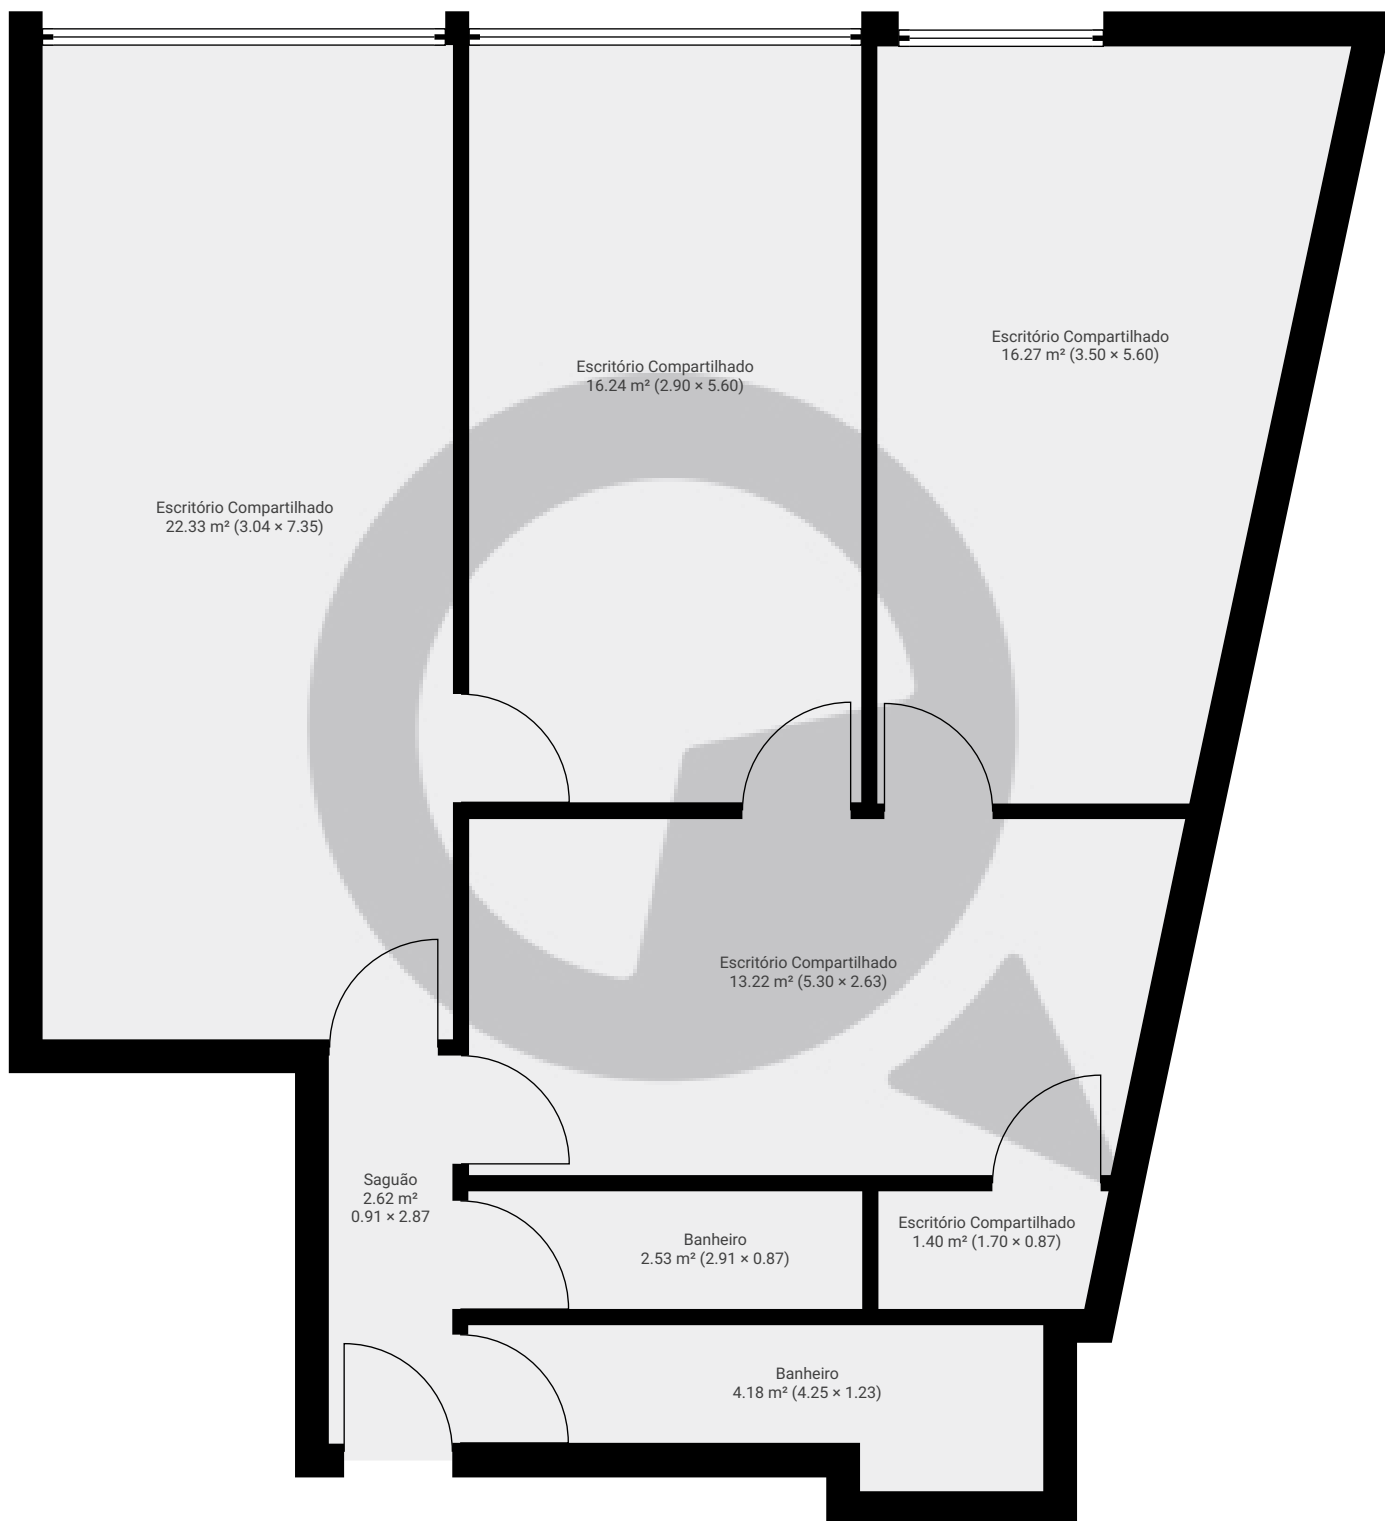 Escritório Compartilhado
16.27 m² (3.50 × 5.60)
Escritório Compartilhado
16.24 m² (2.90 × 5.60)
Escritório Compartilhado
22.33 m² (3.04 × 7.35)
Escritório Compartilhado
13.22 m² (5.30 × 2.63)
Saguão
2.62 m²
0.91 × 2.87
Escritório Compartilhado
1.40 m² (1.70 × 0.87)
Banheiro
2.53 m² (2.91 × 0.87)
Banheiro
4.18 m² (4.25 × 1.23)